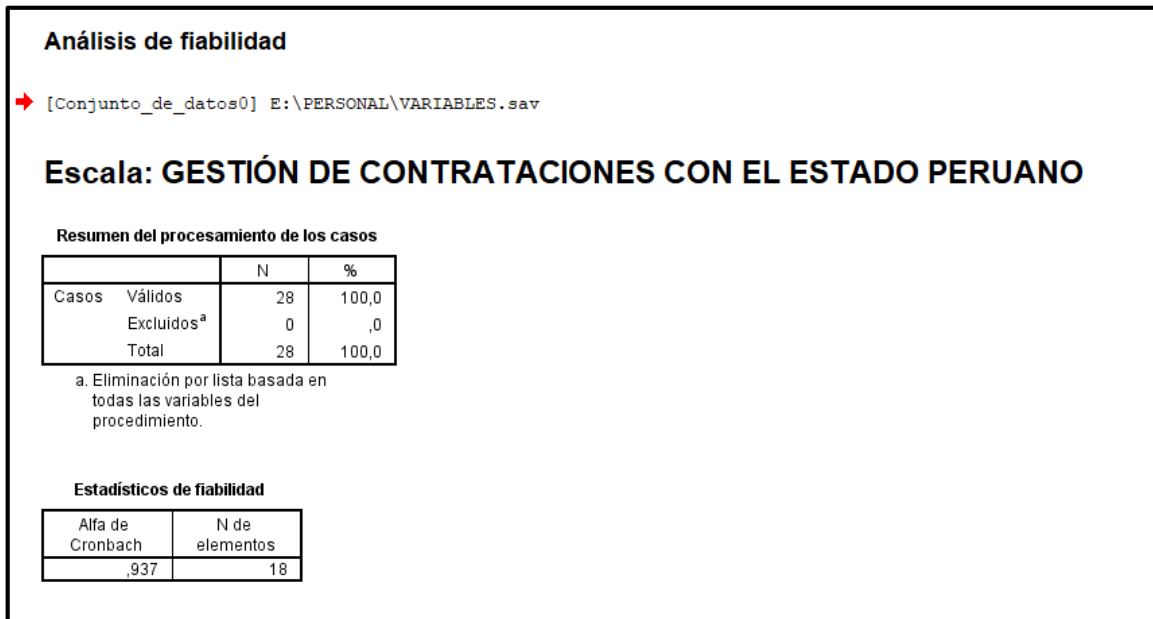 Análisis de fiabilidad
[Conjunto_de_datos0] E:\PERSONAL\VARIABLES.sav
Escala: GESTIÓN DE CONTRATACIONES CON EL ESTADO PERUANO
Resumen del procesamiento de los casos
N %
Casos Válidos 28 100,0
Excluidosa 0 ,0
Total 28 100,0
a. Eliminación por lista basada en
todas las variables del
procedimiento.
Estadísticos de fiabilidad
Alfa de N de
Cronbach elementos
,937 18